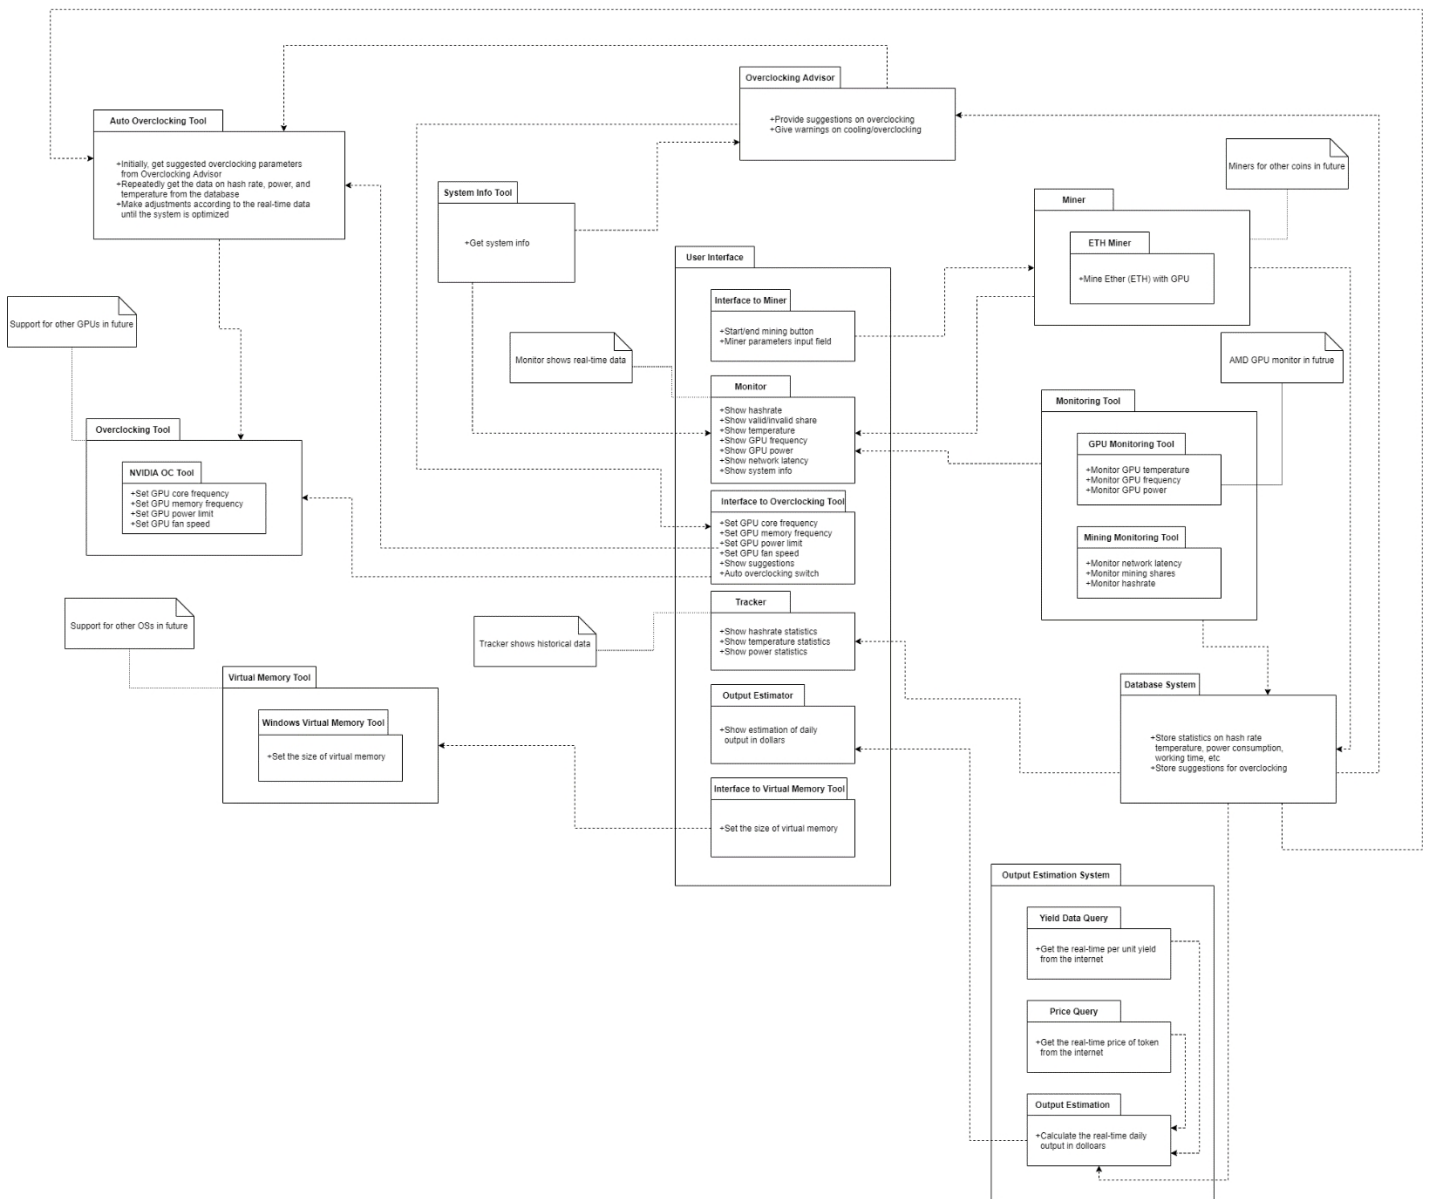 Overclocking Advisor
+Provide suggestions on overclocking
+Give warnings on cooling/overclocking
Auto Overclocking Tool
+Initially, get suggested overclocking parameters
from Overclocking Advisor
+Repeatedly get the data on hash rate, power, and
temperature from the database
+Make adjustments according to the real-time data
until the system is optimized
System Info Tool
+Get system info
Miners for other coins in future
Miner
ETH Miner
+Mine Ether (ETH) with GPU
User Interface
Interface to Miner
+Start/end mining button
+Miner parameters input field
Support for other GPUs in future
Monitor shows real-time data
Monitor
+Show hashrate
+Show valid/invalid share
+Show temperature
+Show GPU frequency
+Show GPU power
+Show network latency
+Show system info
AMD GPU monitor in futrue
Monitoring Tool
GPU Monitoring Tool
+Monitor GPU temperature
+Monitor GPU frequency
+Monitor GPU power
Mining Monitoring Tool
+Monitor network latency
+Monitor mining shares
+Monitor hashrate
Overclocking Tool
NVIDIA OC Tool
+Set GPU core frequency
+Set GPU memory frequency
+Set GPU power limit
+Set GPU fan speed
Interface to Overclocking Tool
+Set GPU core frequency
+Set GPU memory frequency
+Set GPU power limit
+Set GPU fan speed
+Show suggestions
+Auto overclocking switch
Support for other OSs in future
Tracker shows historical data
Tracker
+Show hashrate statistics
+Show temperature statistics
+Show power statistics
Virtual Memory Tool
Windows Virtual Memory Tool
+Set the size of virtual memory
Output Estimator
+Show estimation of daily
output in dollars
Database System
+Store statistics on hash rate
temperature, power consumption,
working time, etc
+Store suggestions for overclocking
Interface to Virtual Memory Tool
+Set the size of virtual memory
Output Estimation System
Yield Data Query
+Get the real-time per unit yield
from the internet
Price Query
+Get the real-time price of token
from the internet
Output Estimation
+Calculate the real-time daily
output in dolloars